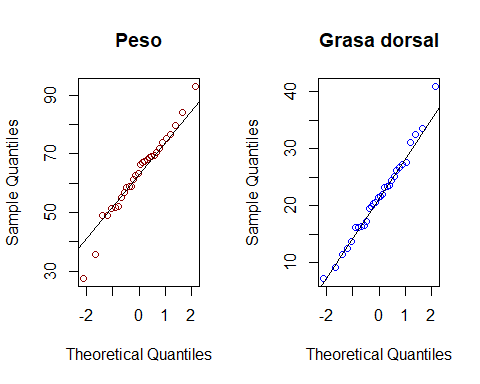 Peso
Sample Quantiles
90
70
50
30
-2
0
1
2
Theoretical Quantiles
Grasa dorsal
Sample Quantiles
40
30
20
10
-2
0
1
2
Theoretical Quantiles